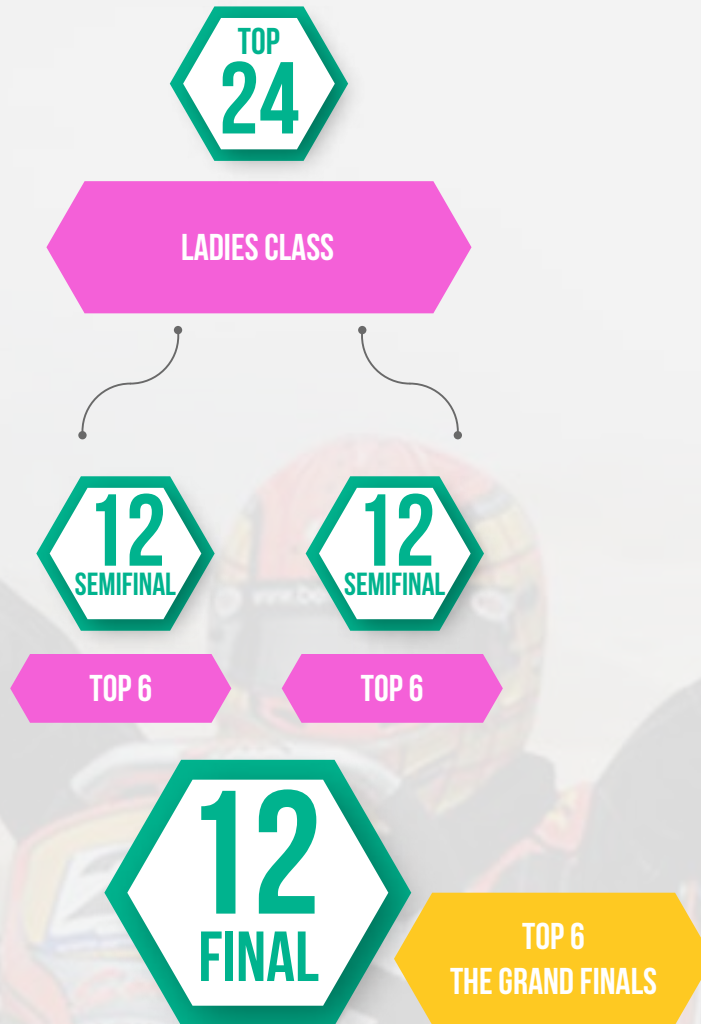 TOP
24
LADIES CLASS
12
SEMIFINAL
12
SEMIFINAL
TOP 6
TOP 6
12
FINAL
TOP 6
THE GRAND FINALS